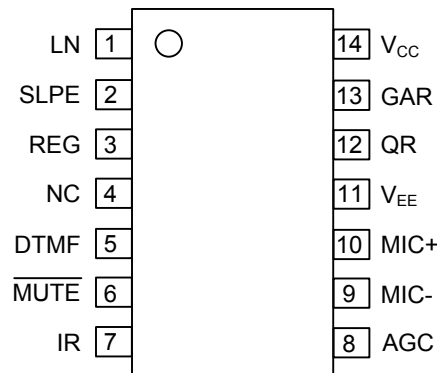 LN 1 14 VCC
SLPE 2 13 GAR
REG 3 12 QR
NC 4 11 VEE
DTMF 5 10 MIC+
MUTE 6 9 MIC-
IR 7 8 AGC